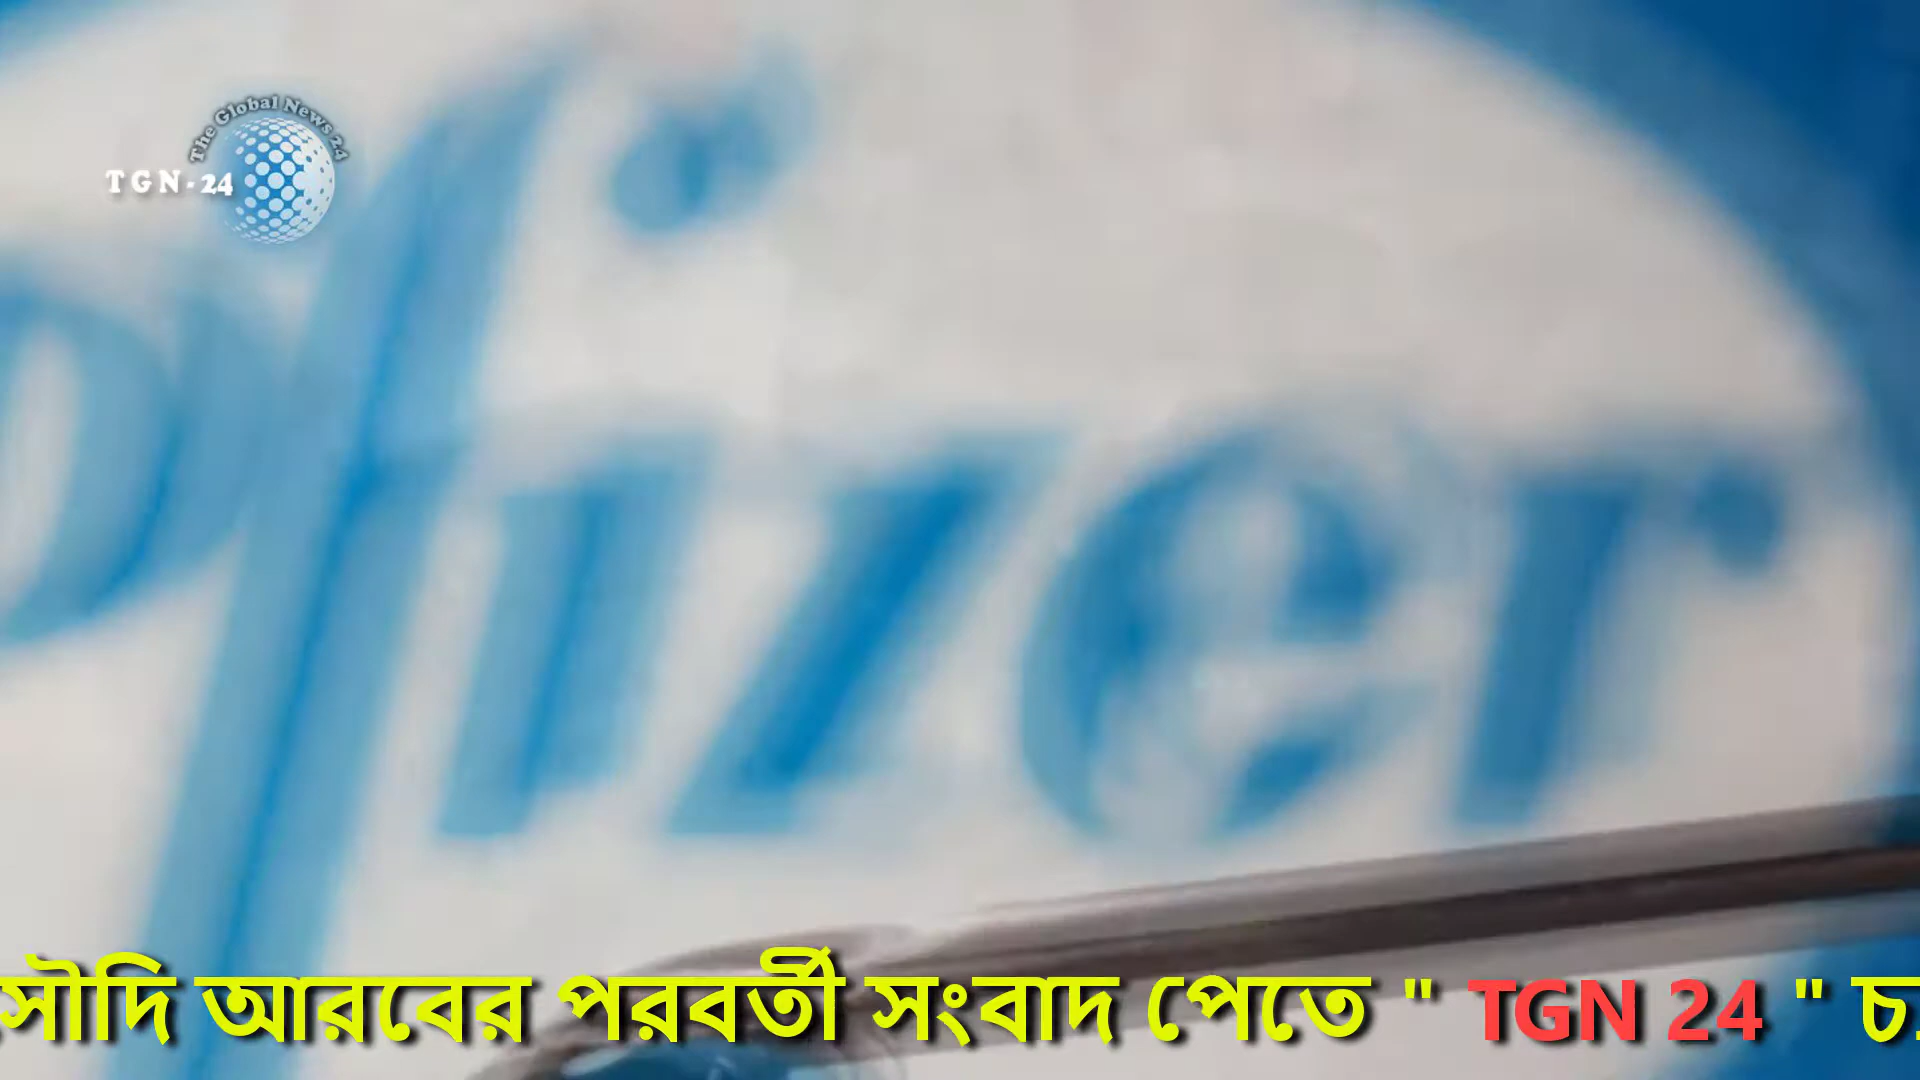 The Global News 24
TGN-24
Pfizer
সৌদি আরবের পরবর্তী সংবাদ পেতে " TGN 24 "